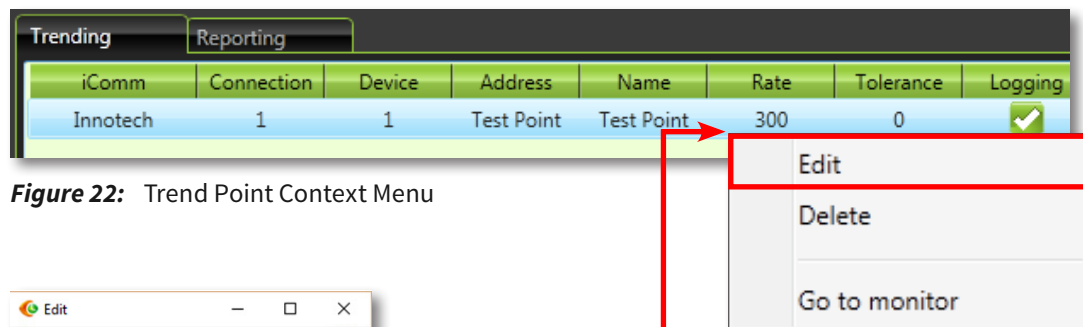 Trending Reporting
iComm Connection Device Address Name Rate Tolerance Logging
Innotech 1 1 Test Point Test Point 300 0
Edit
Figure 22: Trend Point Context Menu
Delete
Go to monitor
Edit